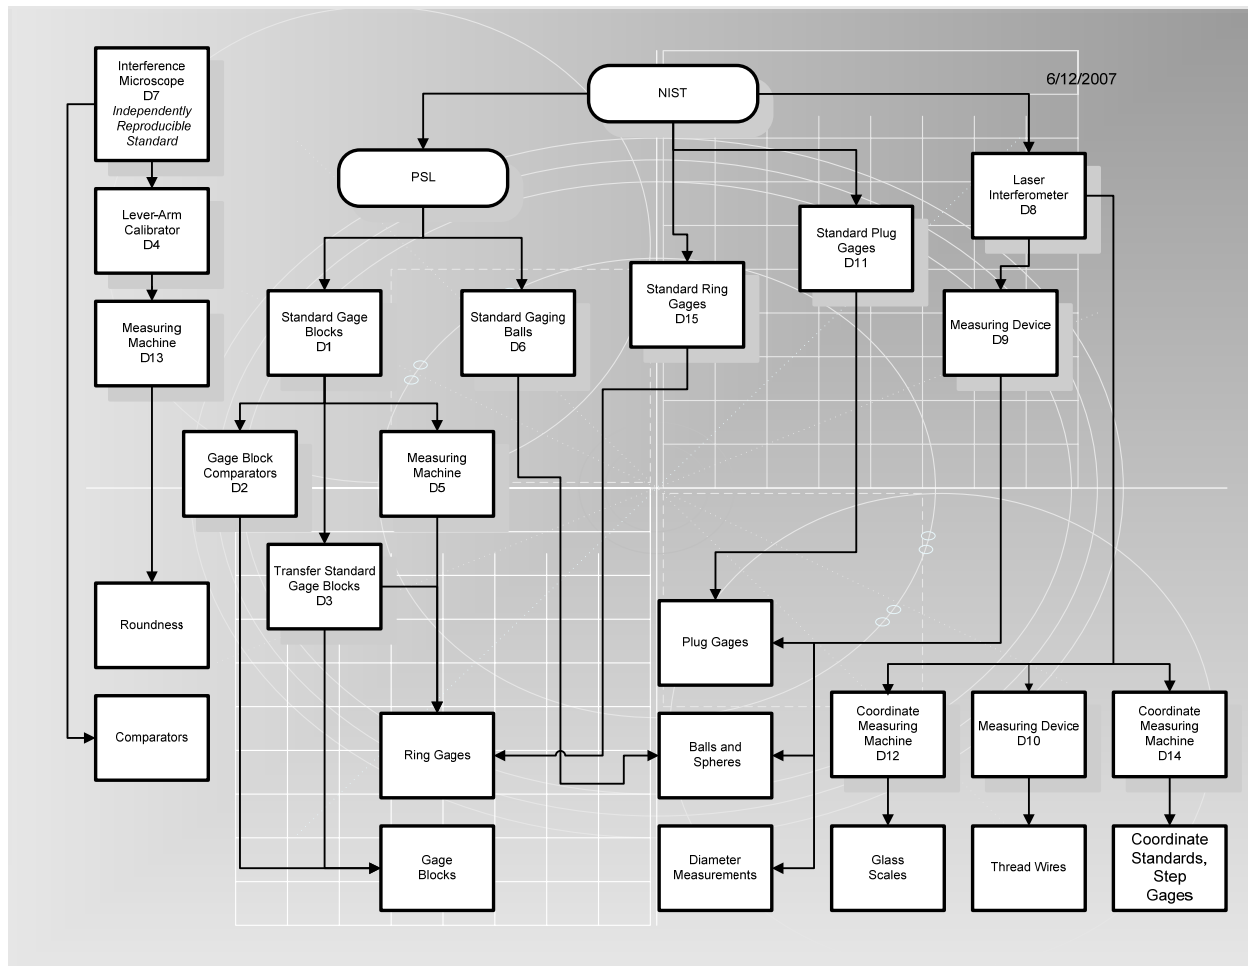 Interference
Microscope
D7
Independently
Reproducible
Standard
NIST
6/12/2007
PSL
Laser
Interferometer
D8
Lever-Arm
Calibrator
D4
Standard Plug
Gages
D11
Standard Ring
Gages
D15
Measuring
Machine
D13
Standard Gage
Blocks
D1
Standard Gaging
Balls
D6
Measuring Device
D9
Gage Block
Comparators
D2
Measuring
Machine
D5
Transfer Standard
Gage Blocks
D3
Roundness
Plug Gages
Comparators
Ring Gages
Balls and
Spheres
Coordinate
Measuring
Machine
D12
Measuring Device
D10
Coordinate
Measuring
Machine
D14
Gage
Blocks
Diameter
Measurements
Glass
Scales
Thread Wires
Coordinate
Standards,
Step
Gages